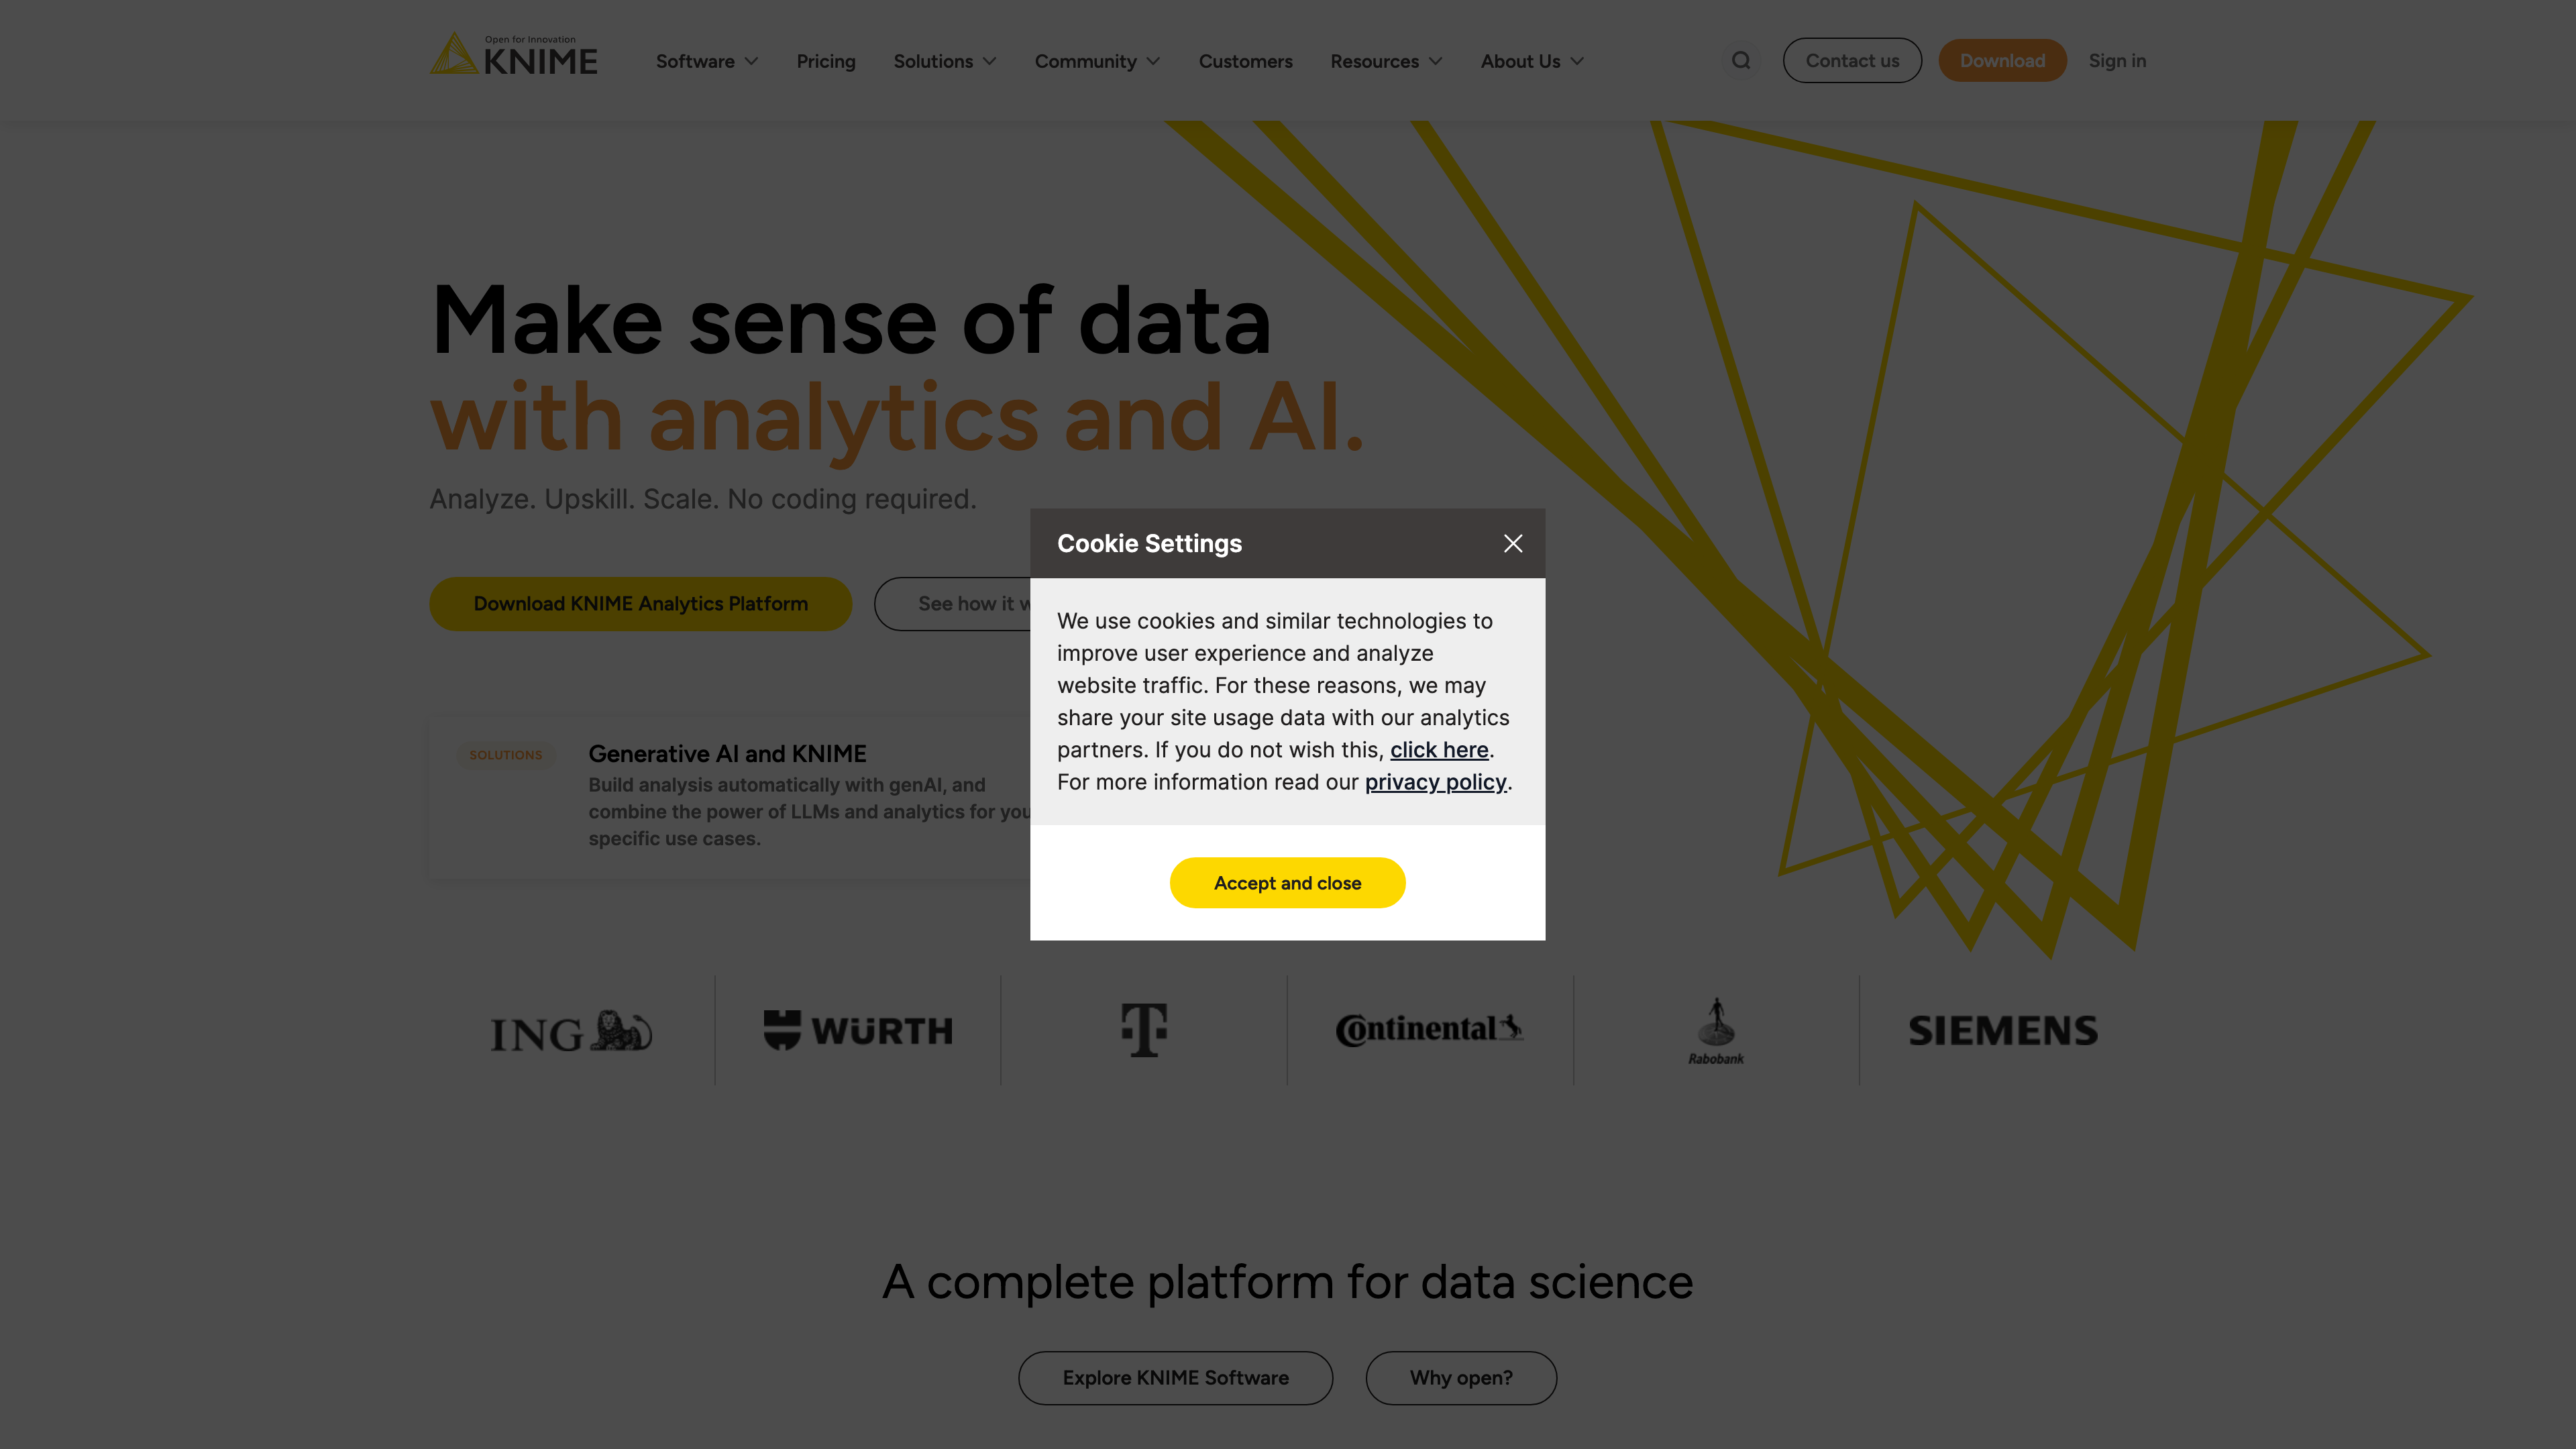 Open for Innovation
KNIME
Software
Pricing
Solutions
Community
Customers
Resources
About Us
Contact us
Download
Sign in
Make sense of data
with analytics and AI.
Analyze. Upskill. Scale. No coding required.
Download KNIME Analytics Platform
See how it
Cookie Settings
We use cookies and similar technologies to
improve user experience and analyze
website traffic. For these reasons, we may
share your site usage data with our analytics
partners. If you do not wish this, click here.
For more information read our privacy policy.
Accept and close
SOLUTIONS
Generative AI and KNIME
Build analysis automatically with genAI, and
combine the power of LLMs and analytics for
specific use cases.
ING
WÜRTH
T
Continental
Rabobank
SIEMENS
A complete platform for data science
Explore KNIME Software
Why open?